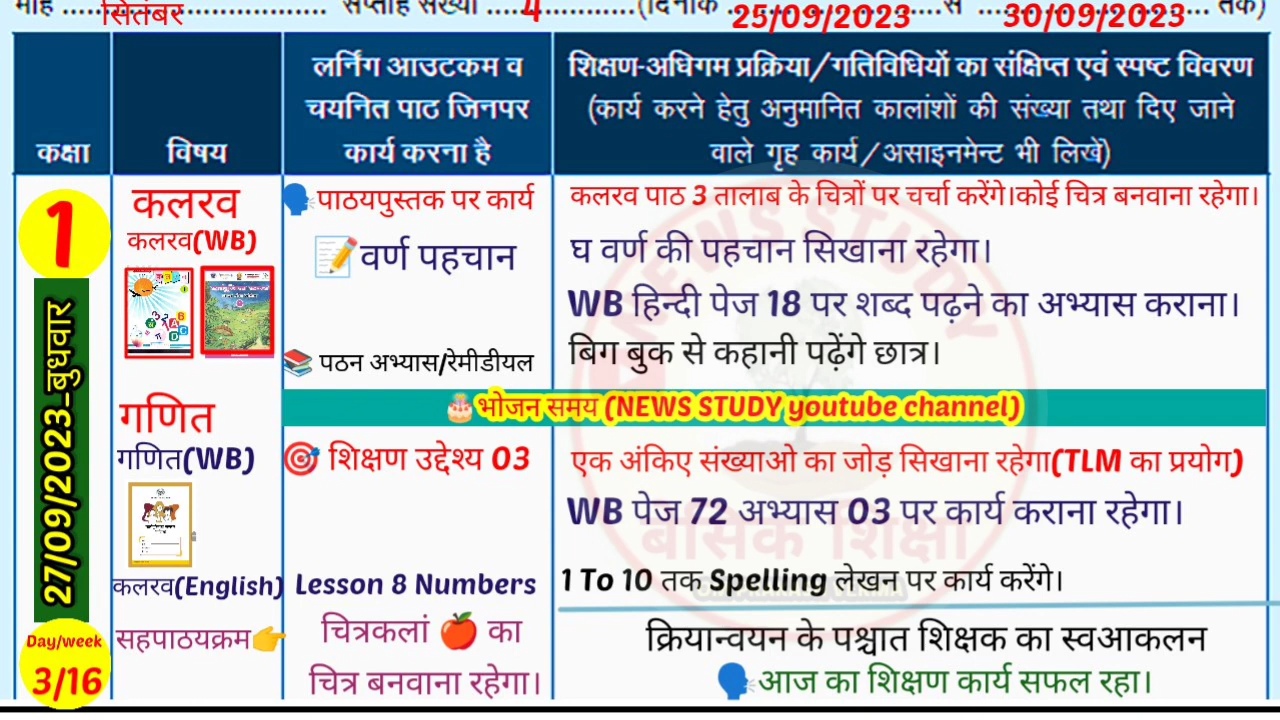 माह सितंबर सप्ताह संख्या 4 (दिनांक 25/09/2023 से 30/09/2023 तक)
कक्षा
विषय
लर्निंग आउटकम व
चयनित पाठ जिनपर
कार्य करना है
शिक्षण-अधिगम प्रक्रिया/गतिविधियों का संक्षिप्त एवं स्पष्ट विवरण
(कार्य करने हेतु अनुमानित कालांशों की संख्या तथा दिए जाने
वाले गृह कार्य/असाइनमेन्ट भी लिखें)
1
27/09/2023-बुधवार
Day/week
3/16
कलरव
कलरव(WB)
🗣पाठयपुस्तक पर कार्य
कलरव पाठ 3 तालाब के चित्रों पर चर्चा करेंगे।कोई चित्र बनवाना रहेगा।
📝वर्ण पहचान
घ वर्ण की पहचान सिखाना रहेगा।
WB हिन्दी पेज 18 पर शब्द पढ़ने का अभ्यास कराना।
📚 पठन अभ्यास/रेमीडीयल
बिग बुक से कहानी पढ़ेंगे छात्र।
🎂भोजन समय (NEWS STUDY youtube channel)
गणित
गणित(WB)
🎯 शिक्षण उद्देश्य 03
एक अंकिए संख्याओ का जोड़ सिखाना रहेगा(TLM का प्रयोग)
WB पेज 72 अभ्यास 03 पर कार्य कराना रहेगा।
कलरव(English)
Lesson 8 Numbers
1 To 10 तक Spelling लेखन पर कार्य करेंगे।
सहपाठयक्रम👉
चित्रकलां 🍎 का
चित्र बनवाना रहेगा।
क्रियान्वयन के पश्चात शिक्षक का स्वआकलन
🗣आज का शिक्षण कार्य सफल रहा।
NEWS STUDY
बेसिक शिक्षा